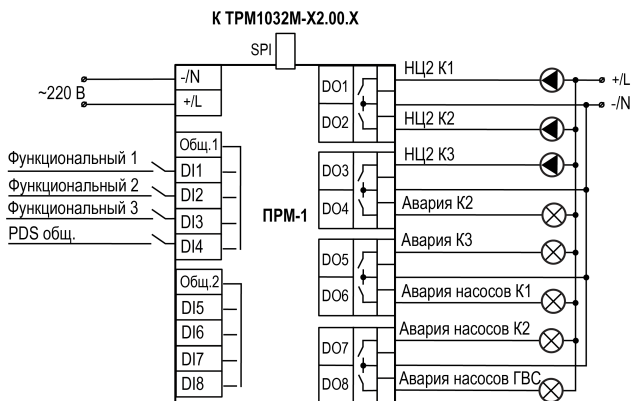 К ТРМ1032М-Х2.00.Х
SPI
~220 В
-/N
+/L
Общ.1
Функциональный 1
DI1
Функциональный 2
DI2
Функциональный 3
DI3
PDS общ.
DI4
Общ.2
DI5
DI6
DI7
DI8
ПРМ-1
DO1
НЦ2 К1
+/L
-/N
DO2
НЦ2 К2
DO3
НЦ2 К3
DO4
Авария К2
DO5
Авария К3
DO6
Авария насосов К1
DO7
Авария насосов К2
DO8
Авария насосов ГВС